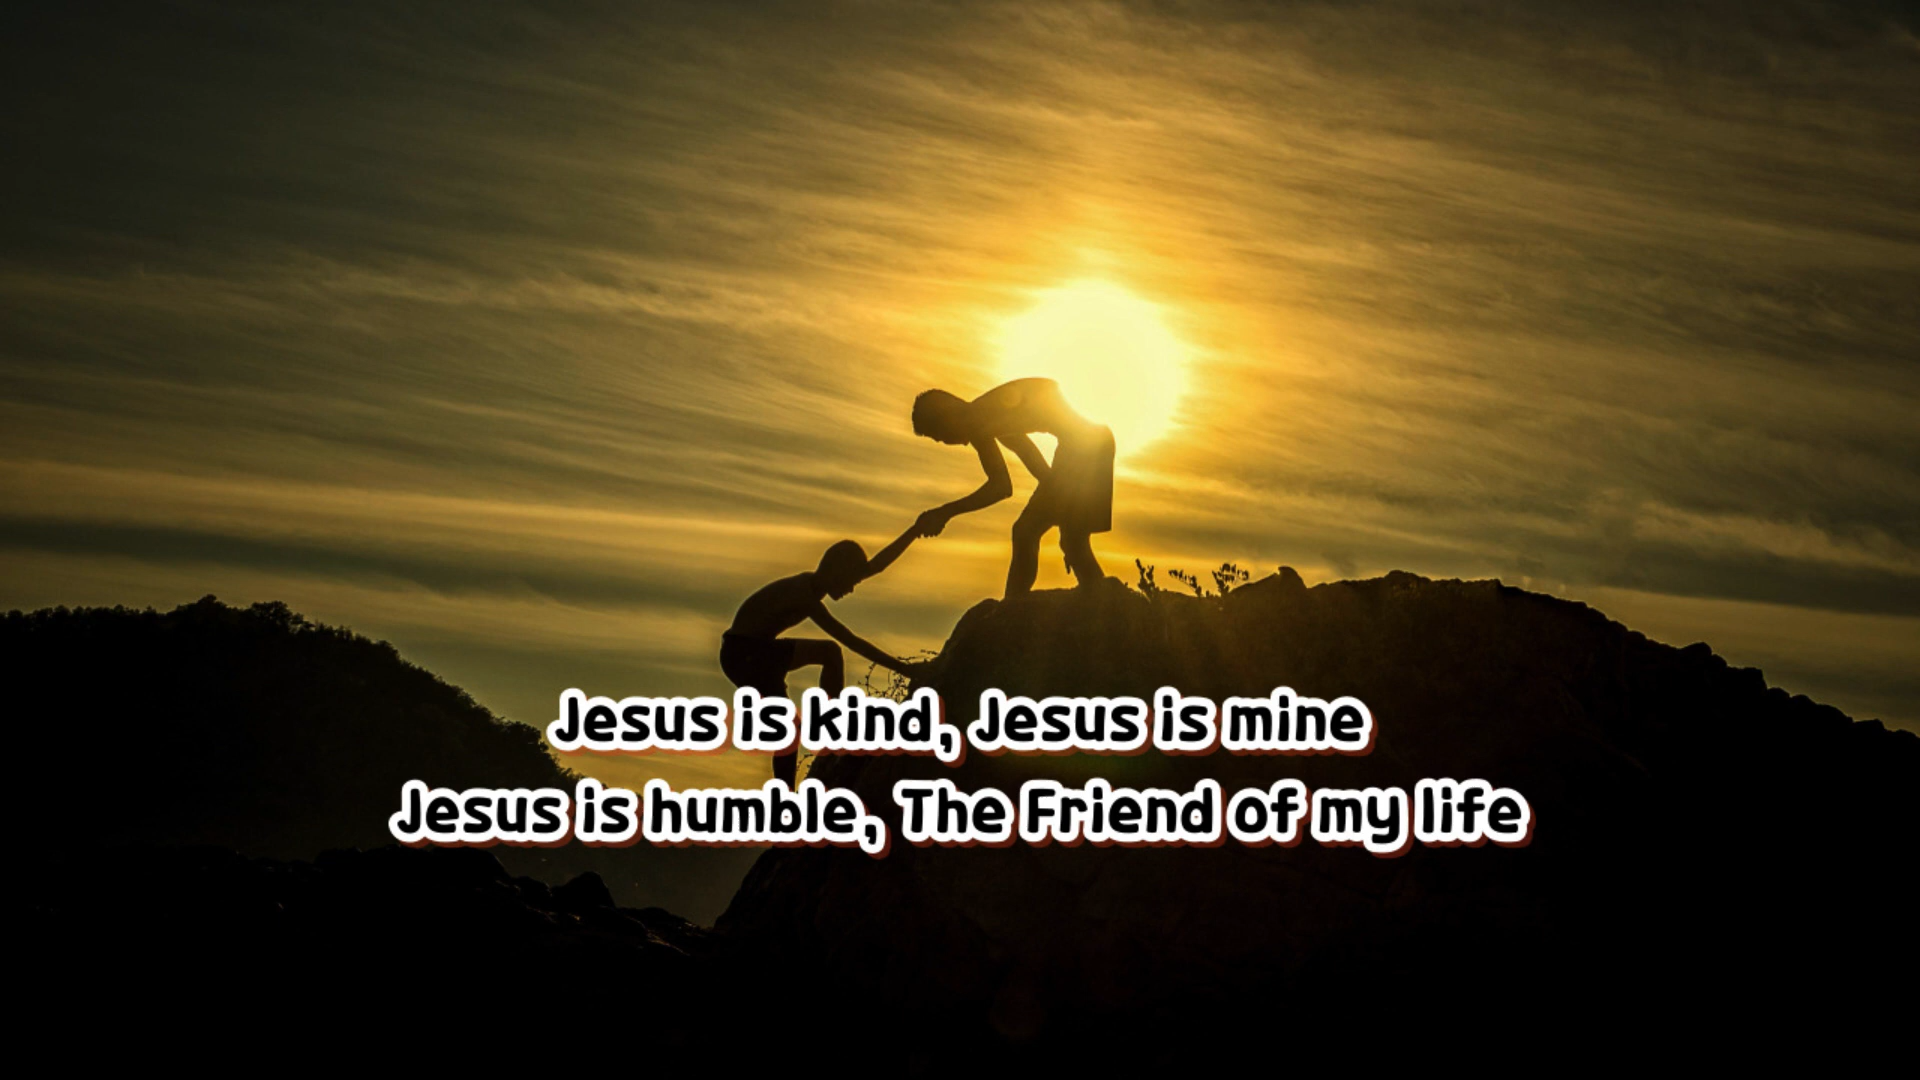 Jesus is kind, Jesus is mine
Jesus is humble, The Friend of my life